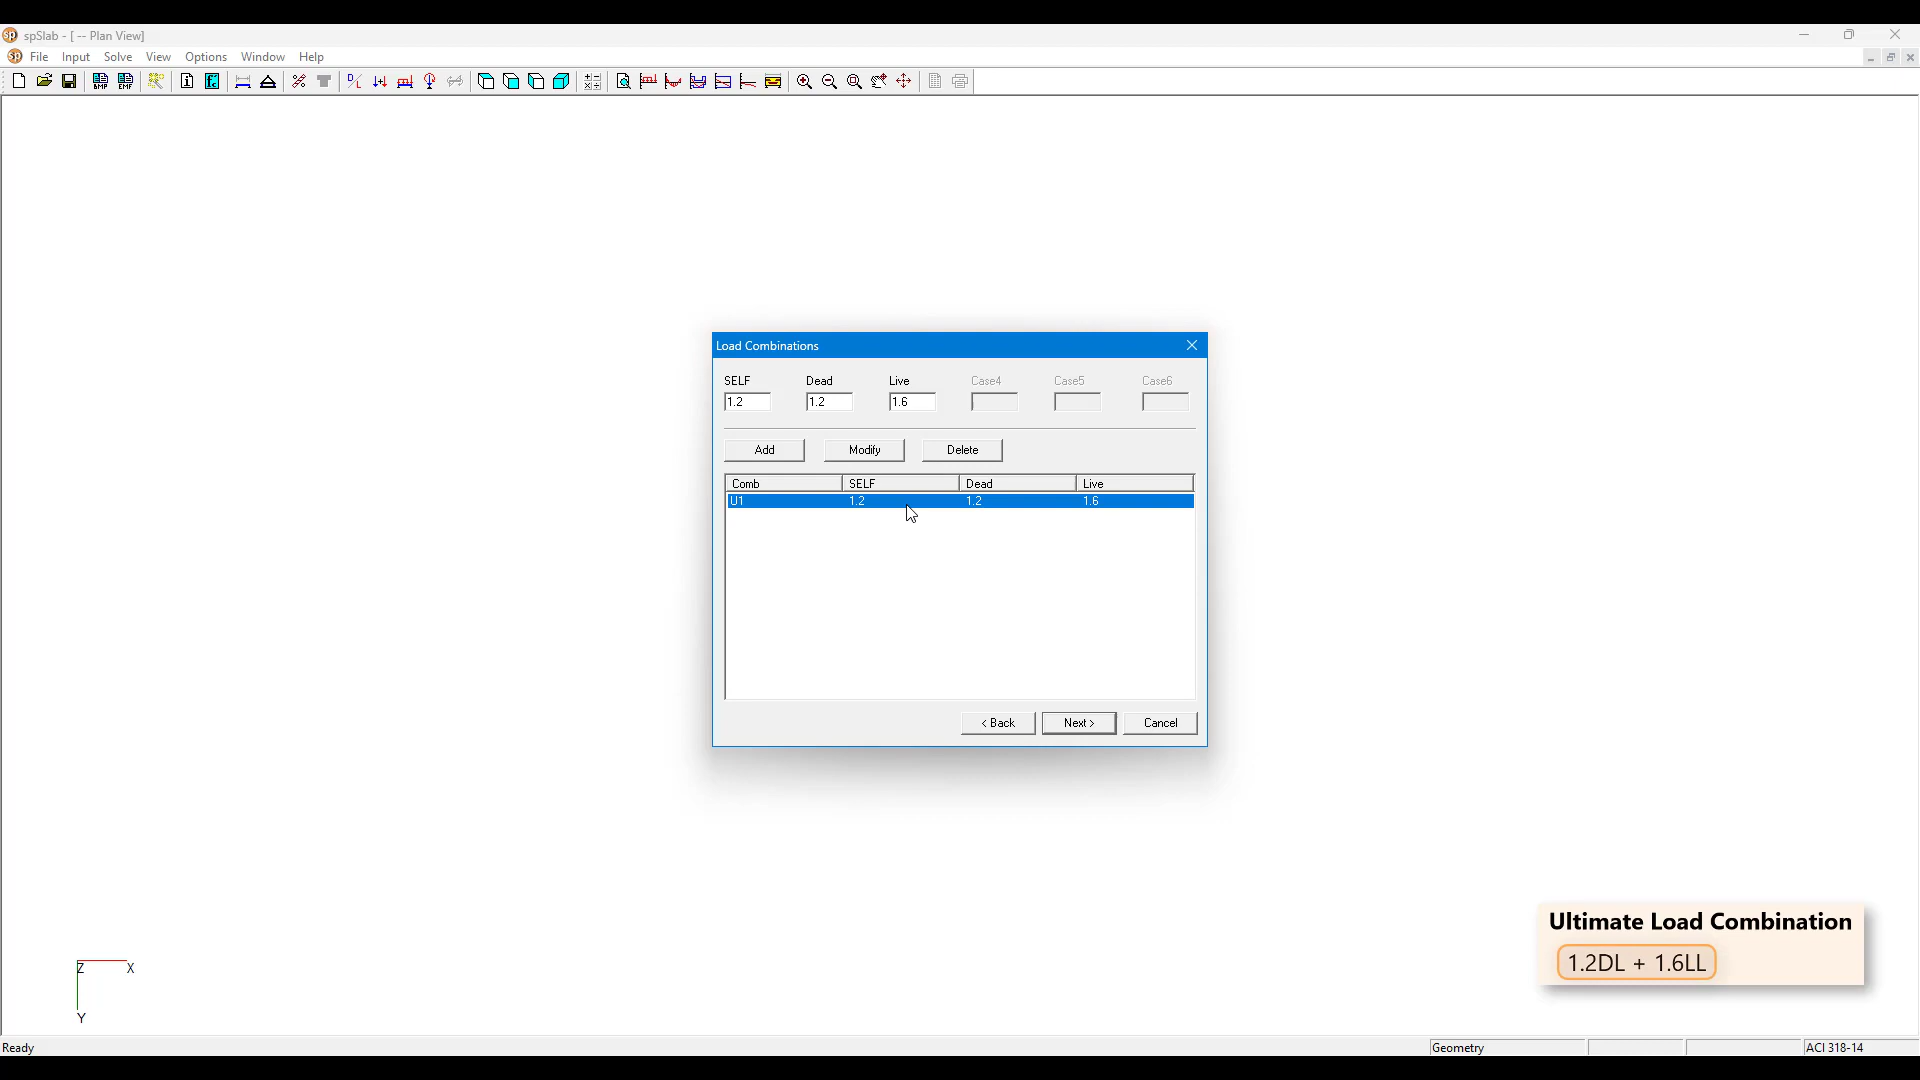 spSlab - [ -- Plan View]
File Input Solve View Options Window Help
Load Combinations
SELF Dead Live Case4 Case5 Case6
1.2 1.2 1.6
Add Modify Delete
Comb SELF Dead Live
U1 1.2 1.2 1.6
< Back Next > Cancel
Ultimate Load Combination
1.2DL + 1.6LL
Z X
Y
Ready Geometry ACI 318-14